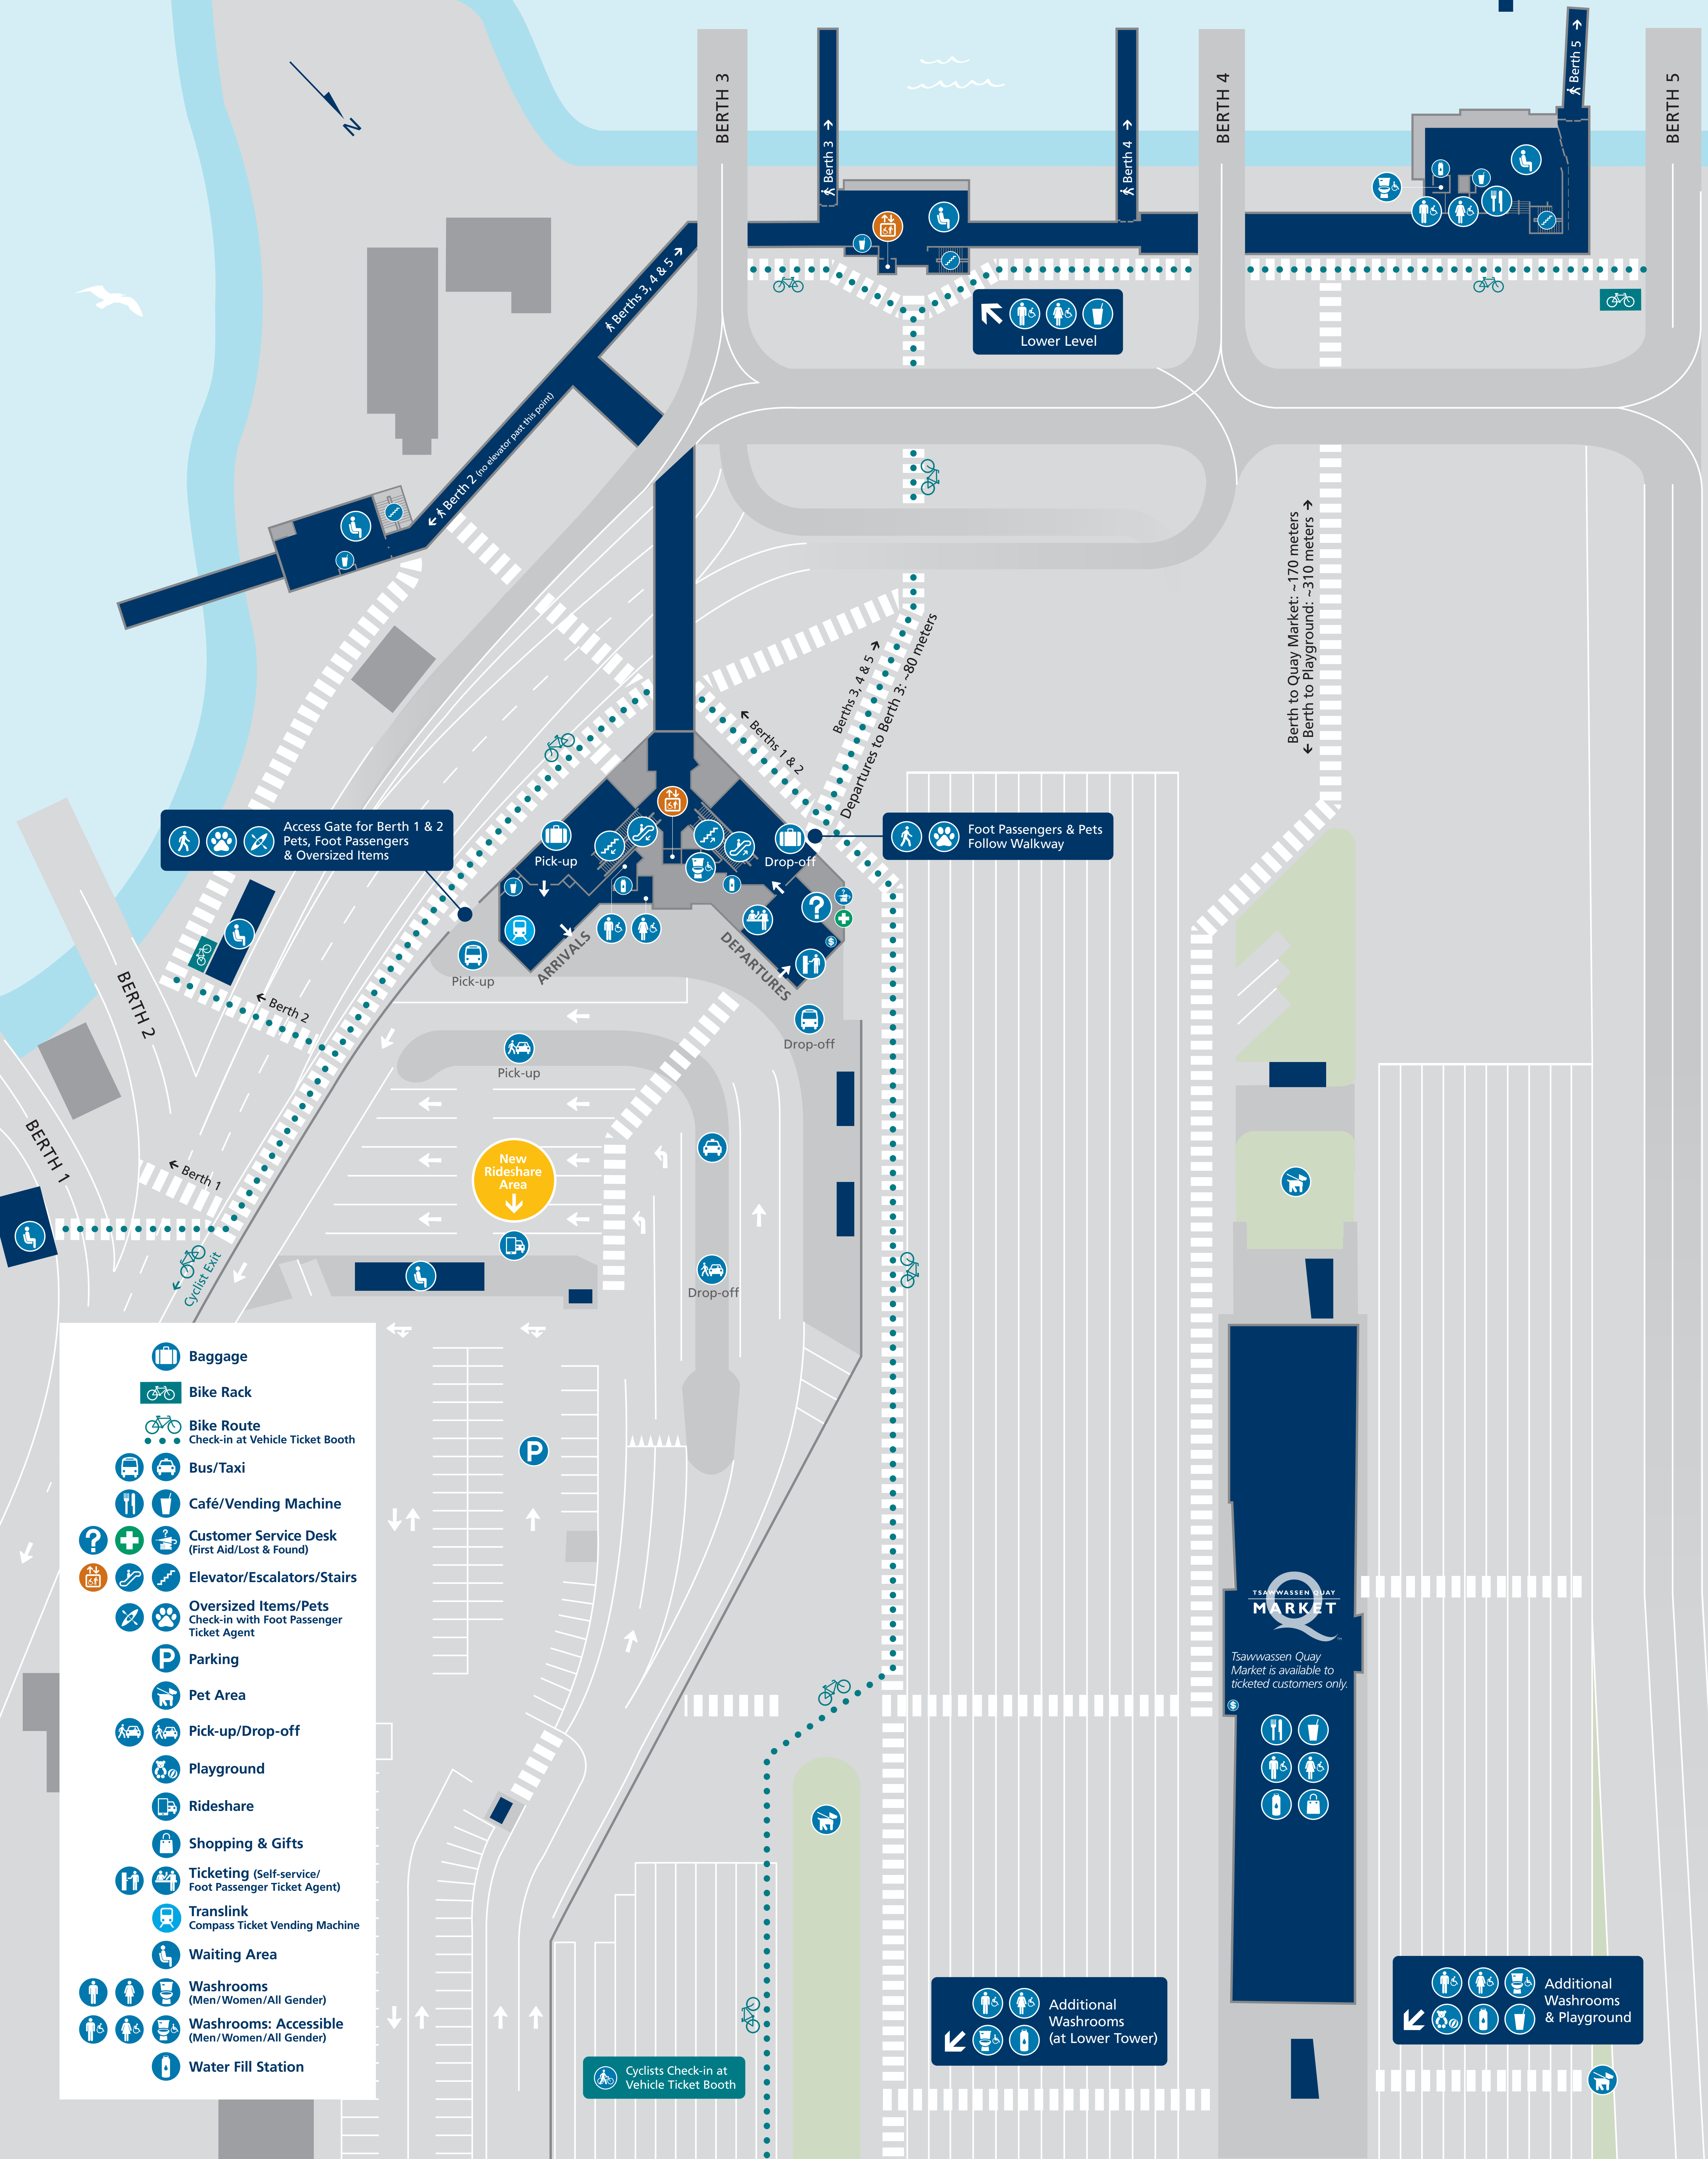 N
BERTH 3
Berth 3
Berth 4
BERTH 4
Berth 5
BERTH 5
Berths 3, 4 & 5
Lower Level
Berth 2 (no elevator past this point)
Berth to Quay Market: ~170 meters
Berth to Playground: ~310 meters
Berths 3, 4 & 5
Departures to Berth 3: ~80 meters
Berths 1 & 2
Access Gate for Berth 1 & 2
Pets, Foot Passengers
& Oversized Items
Foot Passengers & Pets
Follow Walkway
Pick-up
Drop-off
?
$
ARRIVALS
DEPARTURES
Pick-up
Drop-off
Pick-up
BERTH 2
Berth 2
BERTH 1
Berth 1
New
Rideshare
Area
Cyclist Exit
Drop-off
P
Baggage
Bike Rack
Bike Route
Check-in at Vehicle Ticket Booth
Bus/Taxi
Café/Vending Machine
?
Customer Service Desk
(First Aid/Lost & Found)
Elevator/Escalators/Stairs
Oversized Items/Pets
Check-in with Foot Passenger
Ticket Agent
P
Parking
Pet Area
Pick-up/Drop-off
Playground
Rideshare
Shopping & Gifts
Ticketing (Self-service/
Foot Passenger Ticket Agent)
Translink
Compass Ticket Vending Machine
Waiting Area
Washrooms
(Men/Women/All Gender)
Washrooms: Accessible
(Men/Women/All Gender)
Water Fill Station
TSAWWASSEN QUAY
MARKET
Q
Tsawwassen Quay
Market is available to
ticketed customers only.
$
Additional
Washrooms
(at Lower Tower)
Additional
Washrooms
& Playground
Cyclists Check-in at
Vehicle Ticket Booth